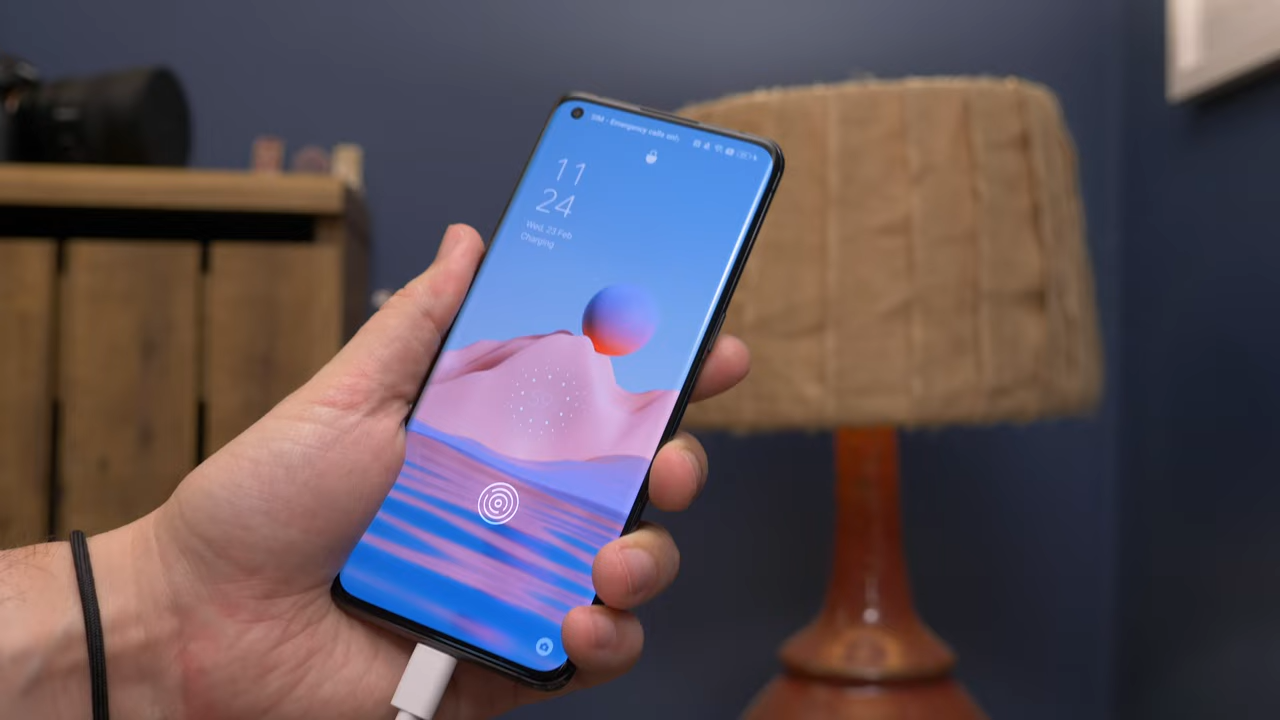 SIM - Emergency calls only
11
24
Wed, 23 Feb
Charging